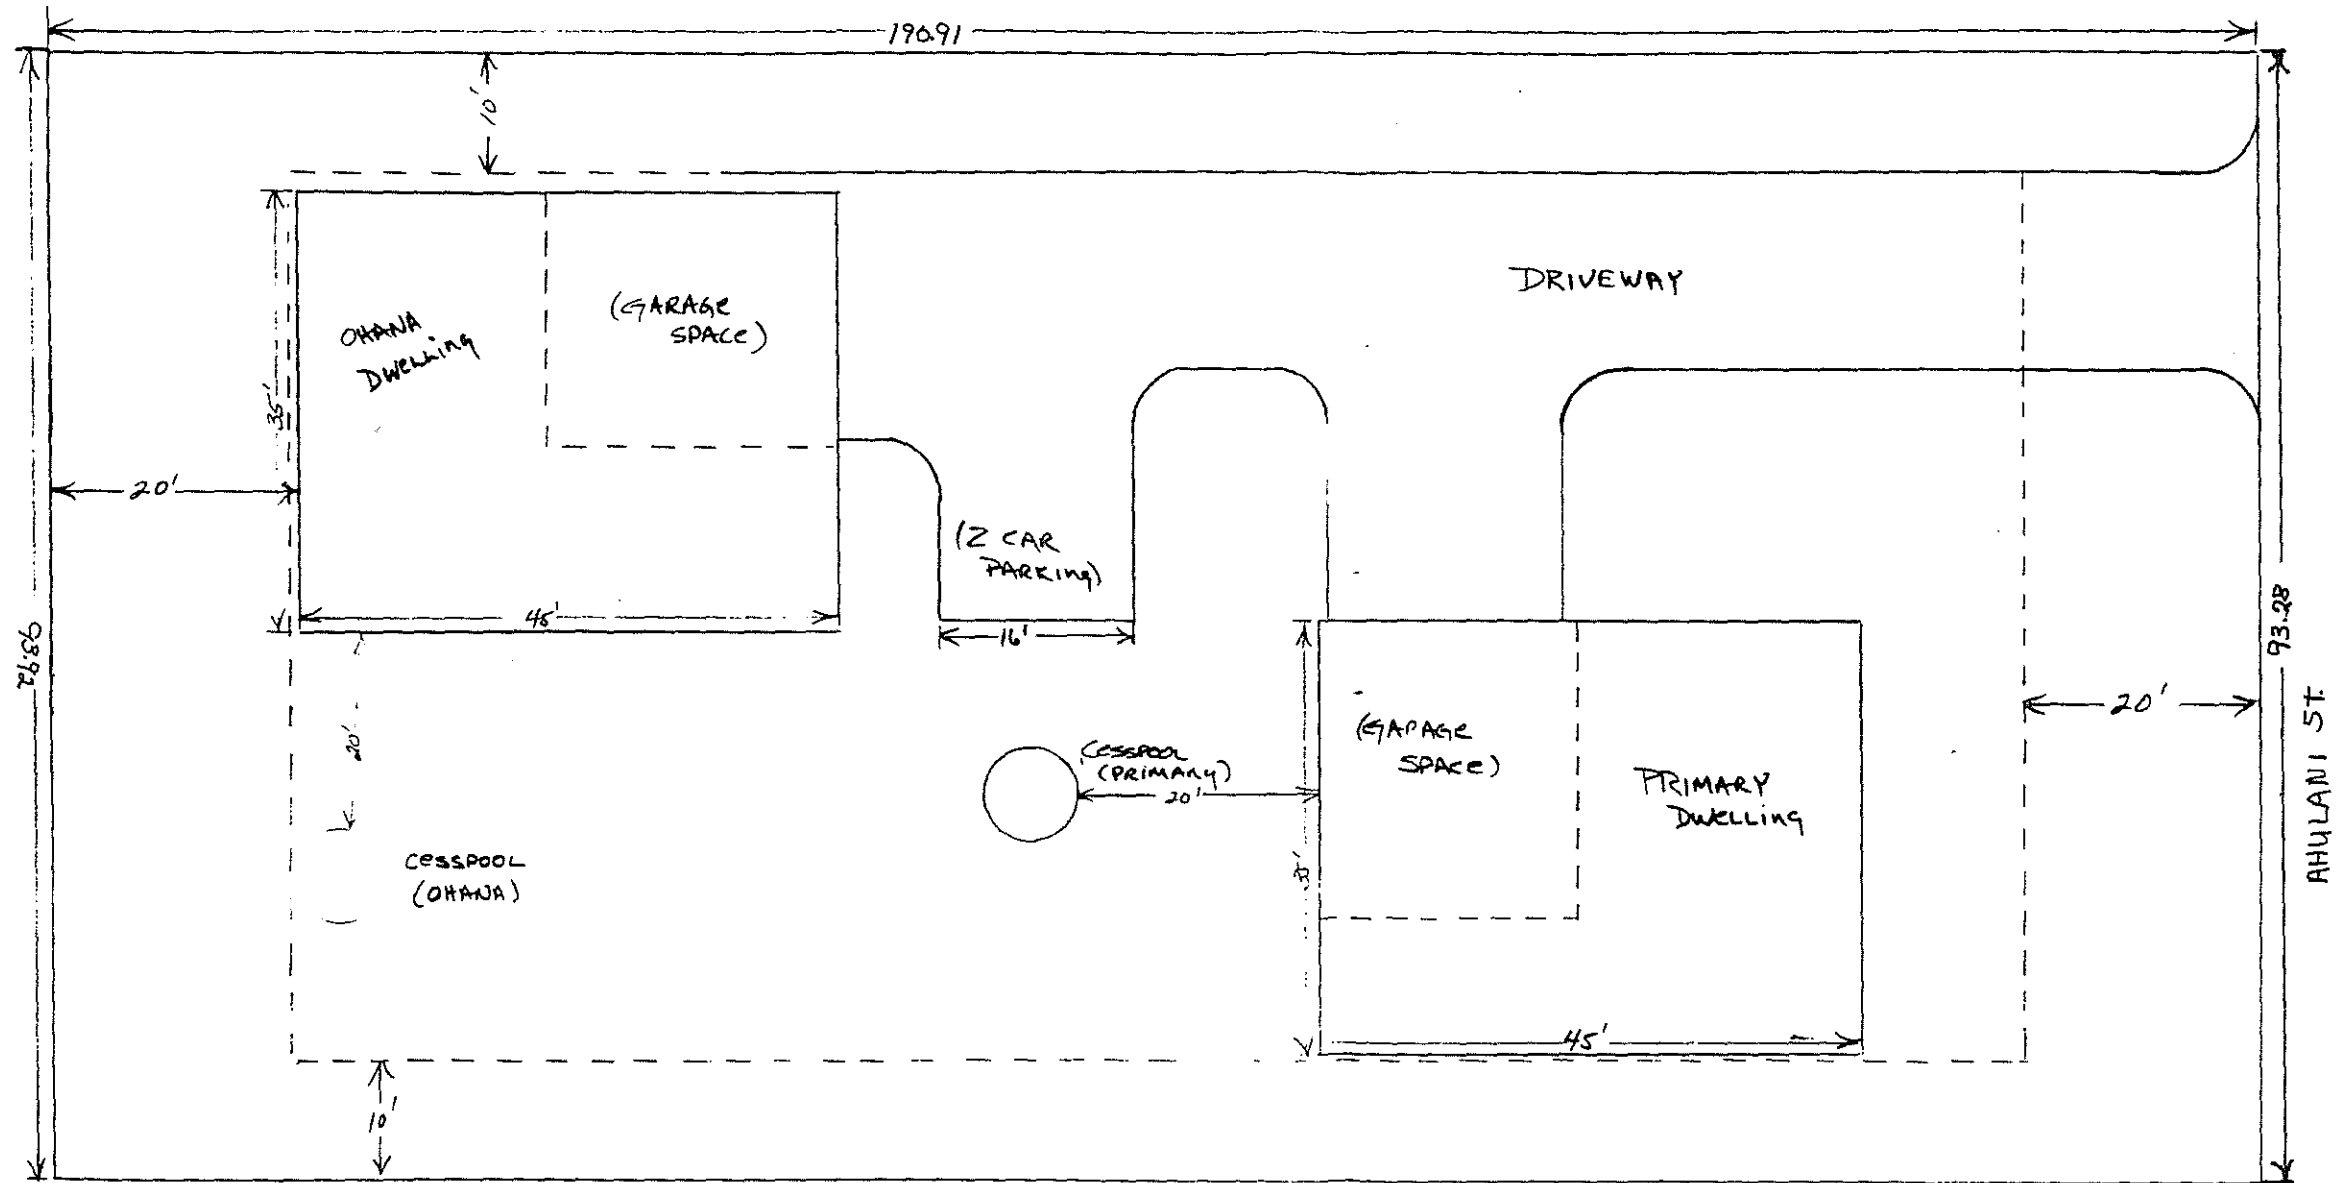 190.91
10'
OHANA
DWELLING
(GARAGE
SPACE)
DRIVEWAY
35'
20'
(2 CAR
PARKING)
45'
16'
93.92
93.28
20'
AHULANI ST.
20'
CESSPOOL
(PRIMARY)
20'
(GARAGE
SPACE)
PRIMARY
DWELLING
CESSPOOL
(OHANA)
45'
10'